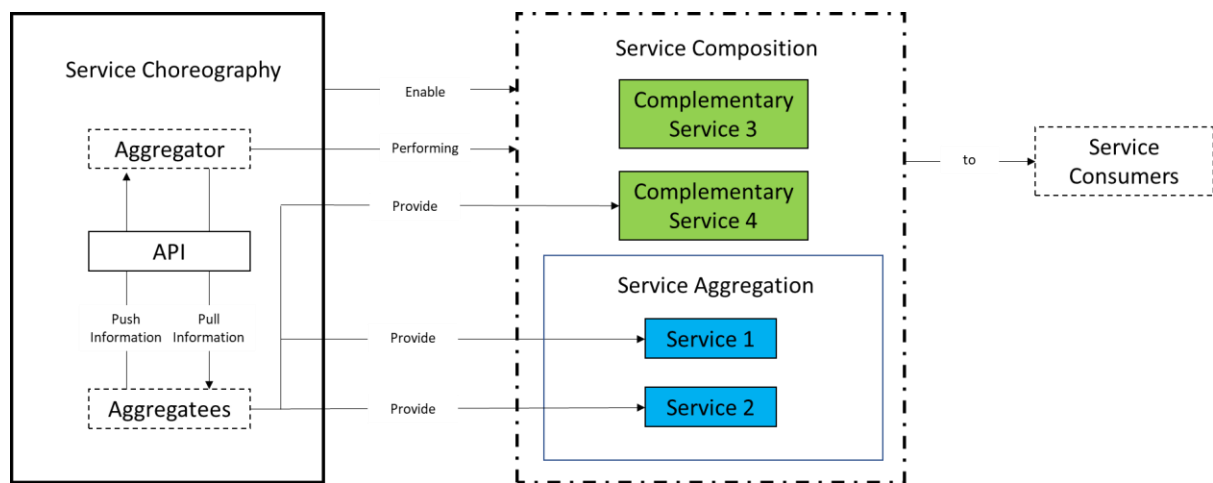 Service Choreography
Aggregator
API
Push
Information
Pull
Information
Aggregatees
Enable
Performing
Provide
Provide
Provide
Service Composition
Complementary
Service 3
Complementary
Service 4
Service Aggregation
Service 1
Service 2
to
Service
Consumers